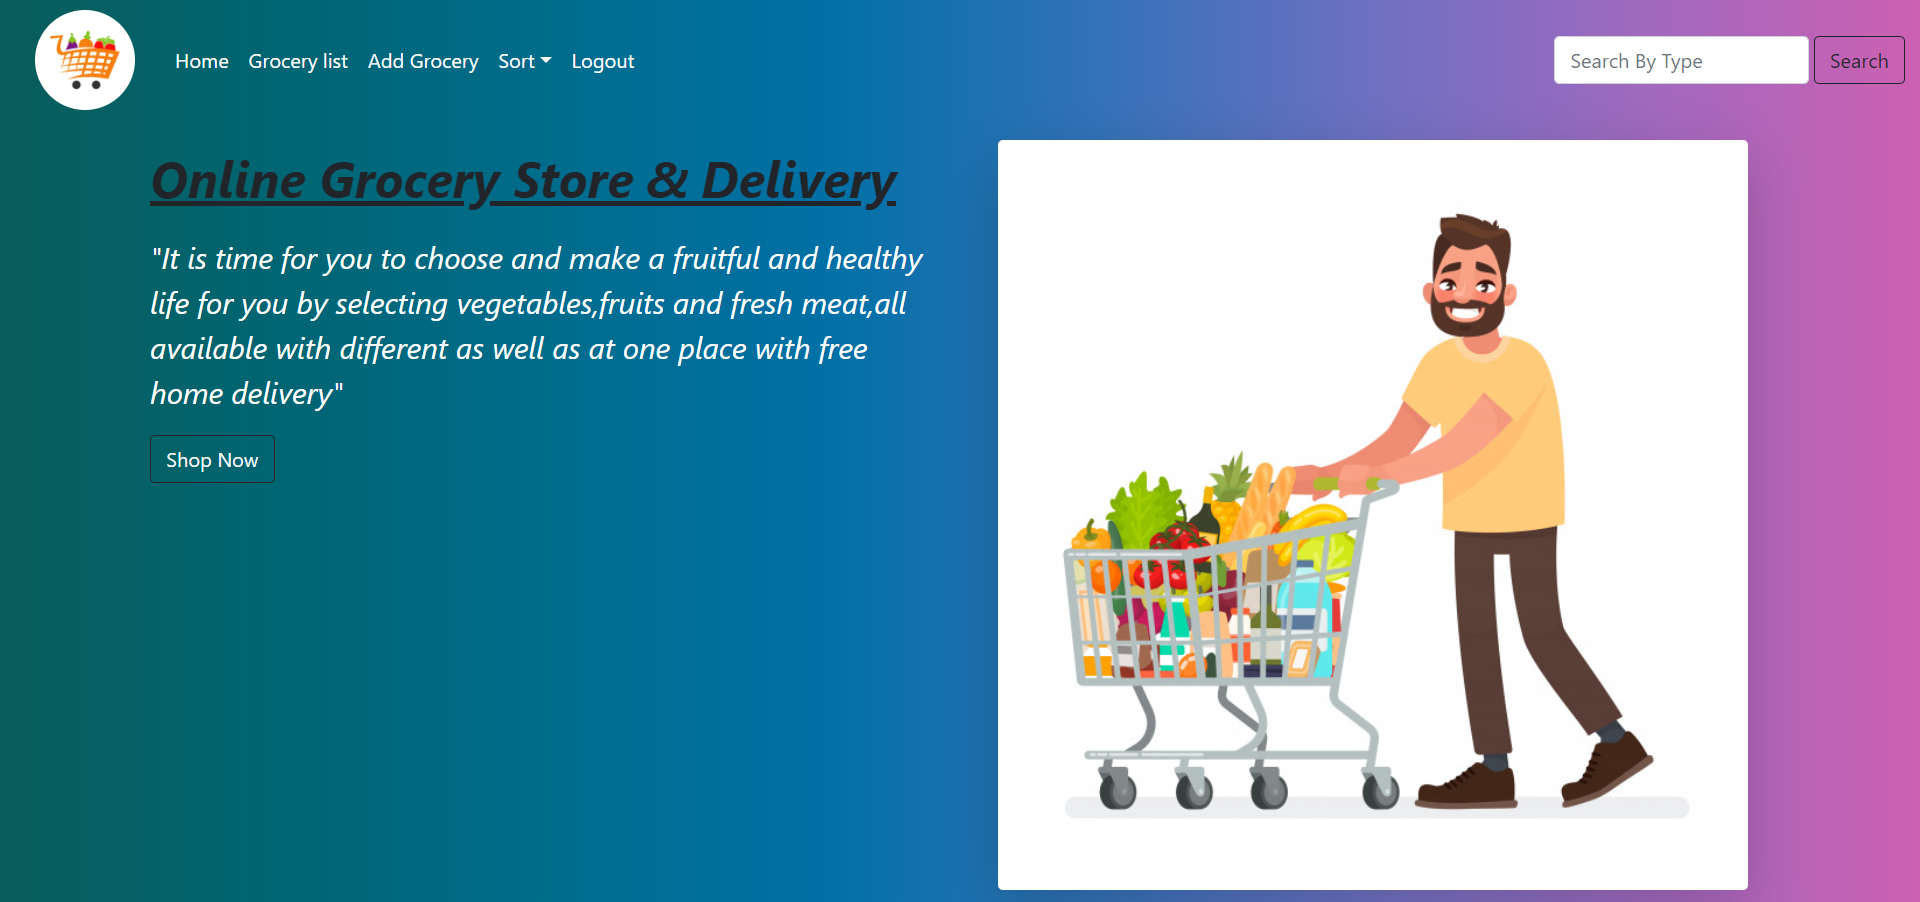 Home Grocery list Add Grocery Sort Logout Search By Type Search
Online Grocery Store & Delivery
"It is time for you to choose and make a fruitful and healthy
life for you by selecting vegetables,fruits and fresh meat,all
available with different as well as at one place with free
home delivery"
Shop Now